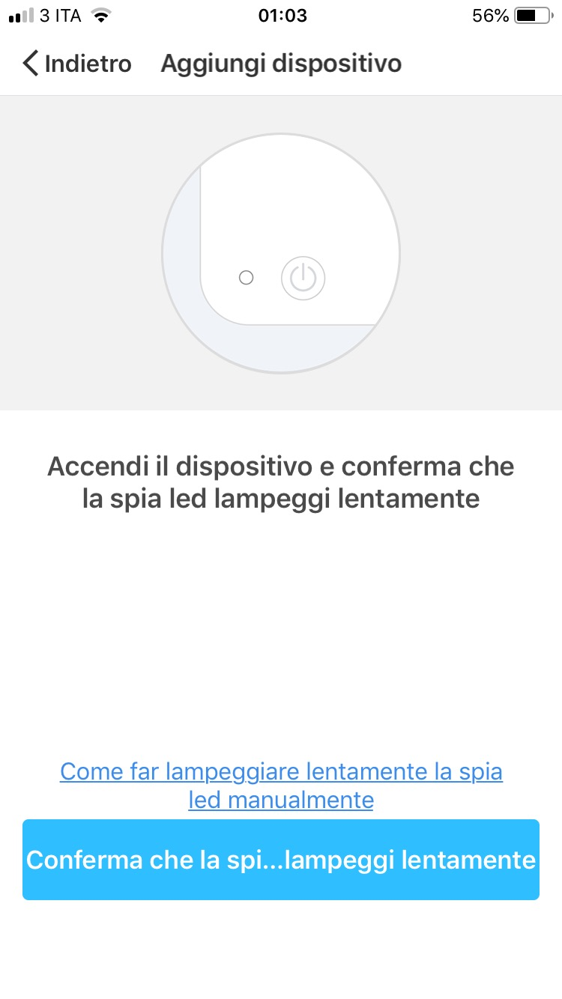 3 ITA
01:03
56%
Indietro
Aggiungi dispositivo
Accendi il dispositivo e conferma che
la spia led lampeggi lentamente
Come far lampeggiare lentamente la spia
led manualmente
Conferma che la spi...lampeggi lentamente